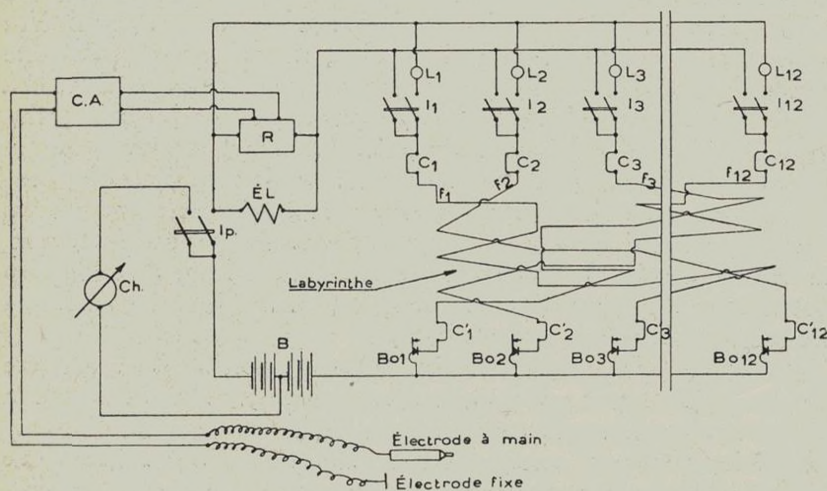 L1
L2
L3
L12
C.A.
I1
I2
I3
I12
R
C1
C2
C3
C12
f1
f2
f3
f12
ÉL
Ip.
Ch.
Labyrinthe
B
C'1
C'2
C'3
C'12
Bo1
Bo2
Bo3
Bo12
Électrode à main
Électrode fixe